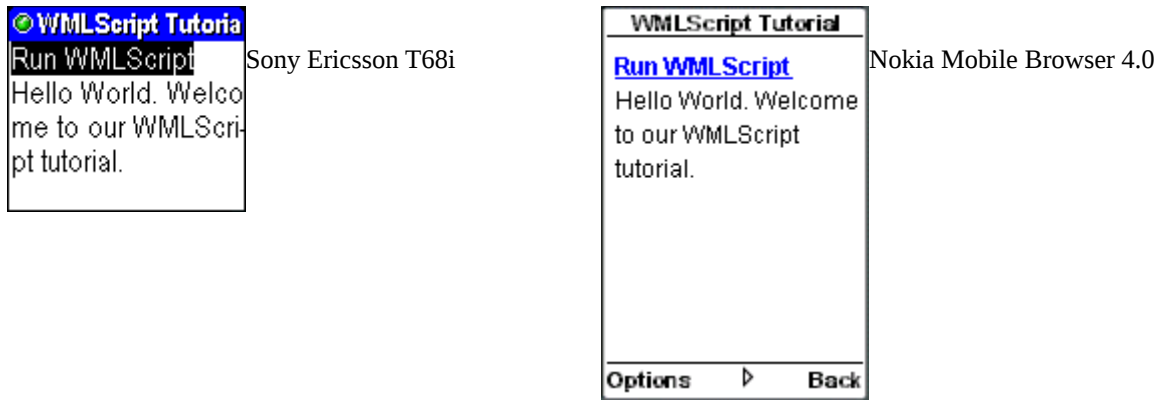 WMLScript Tutoria
Run WMLScript
Hello World. Welco
me to our WMLScri-
pt tutorial.
Sony Ericsson T68i
WMLScript Tutorial
Run WMLScript
Hello World. Welcome
to our WMLScript
tutorial.
Options Back
Nokia Mobile Browser 4.0